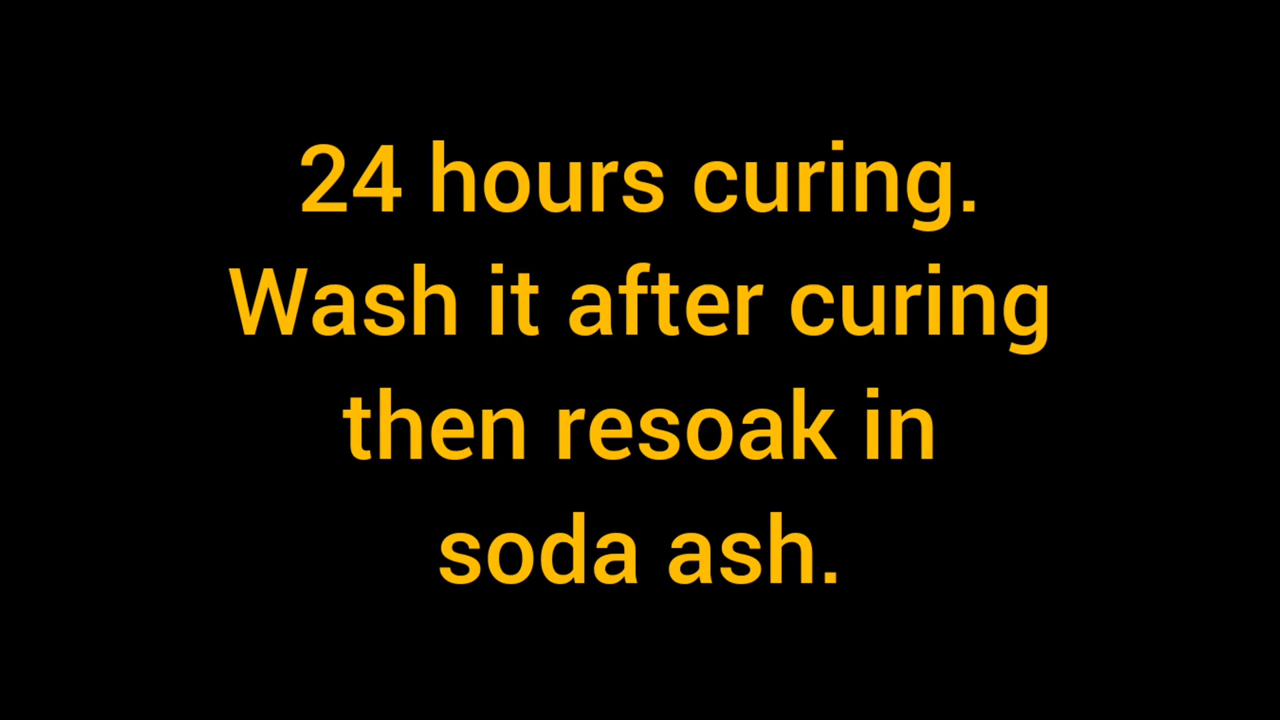 24 hours curing.
Wash it after curing
then resoak in
soda ash.